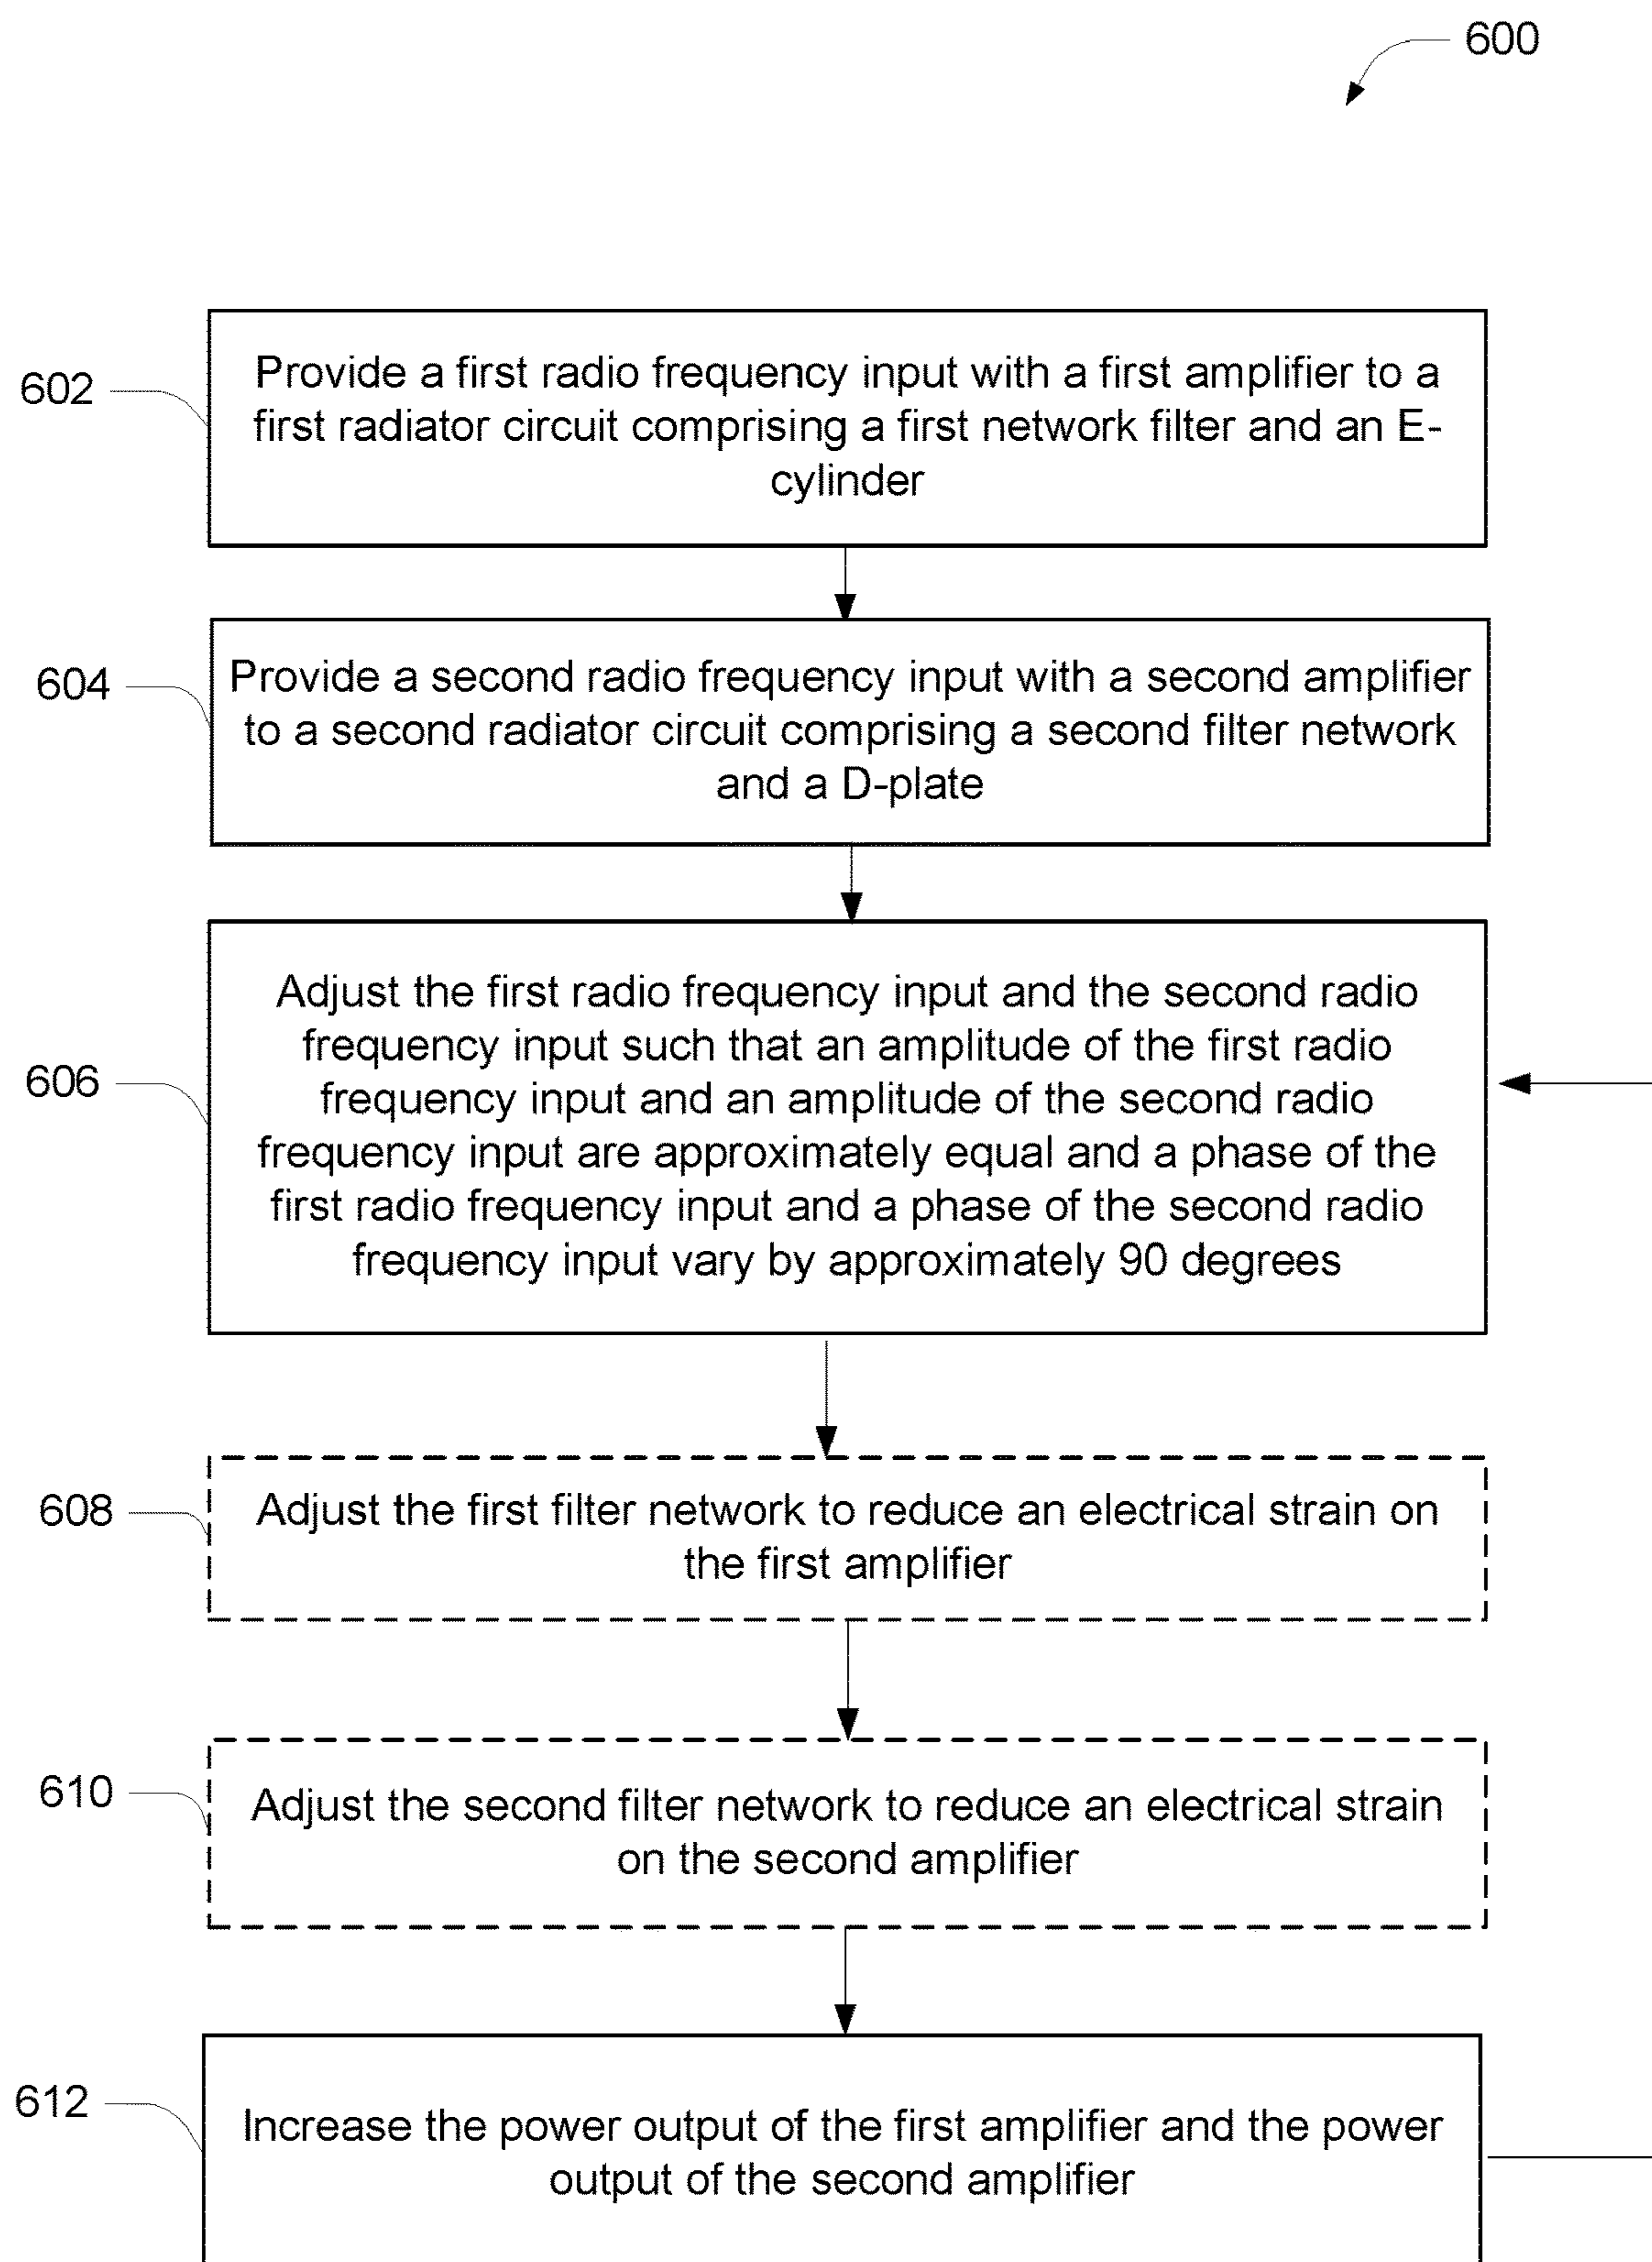 600
602
Provide a first radio frequency input with a first amplifier to a
first radiator circuit comprising a first network filter and an E-
cylinder
604
Provide a second radio frequency input with a second amplifier
to a second radiator circuit comprising a second filter network
and a D-plate
606
Adjust the first radio frequency input and the second radio
frequency input such that an amplitude of the first radio
frequency input and an amplitude of the second radio
frequency input are approximately equal and a phase of the
first radio frequency input and a phase of the second radio
frequency input vary by approximately 90 degrees
608
Adjust the first filter network to reduce an electrical strain on
the first amplifier
610
Adjust the second filter network to reduce an electrical strain
on the second amplifier
612
Increase the power output of the first amplifier and the power
output of the second amplifier